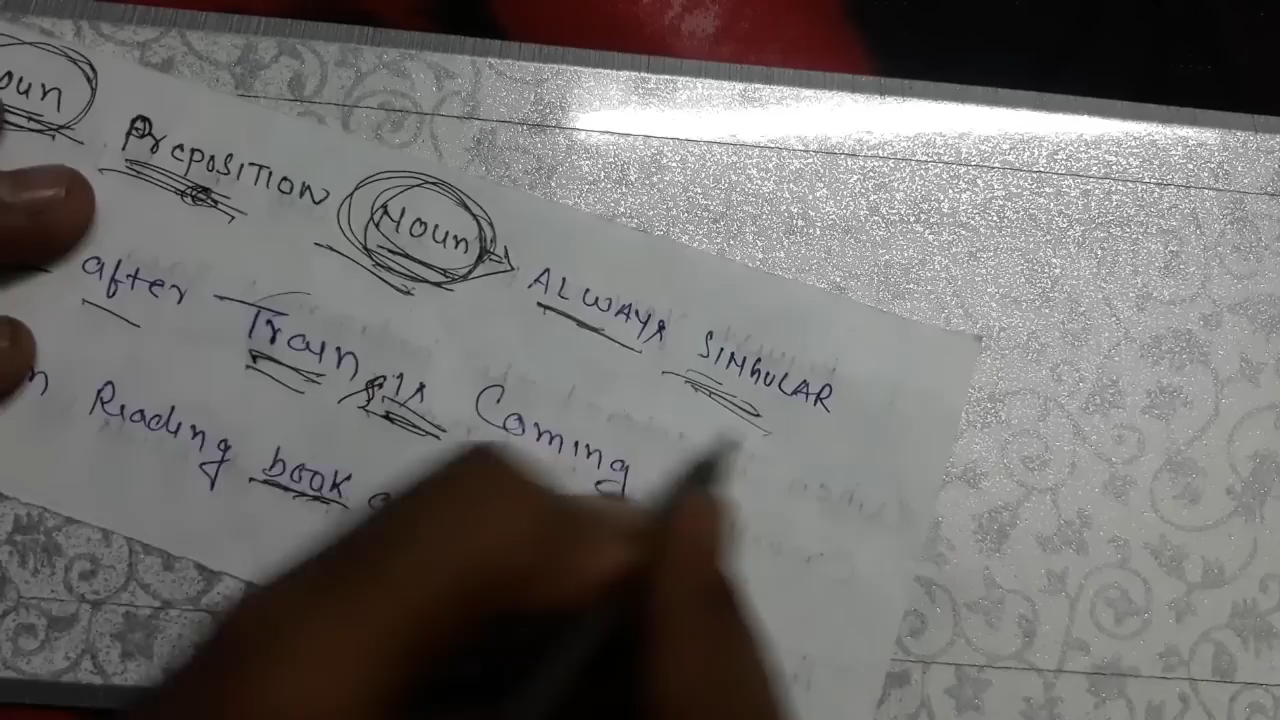 oun PrePOSITION Noun → ALWAYS SINGULAR
after Train is Coming
n Reading book